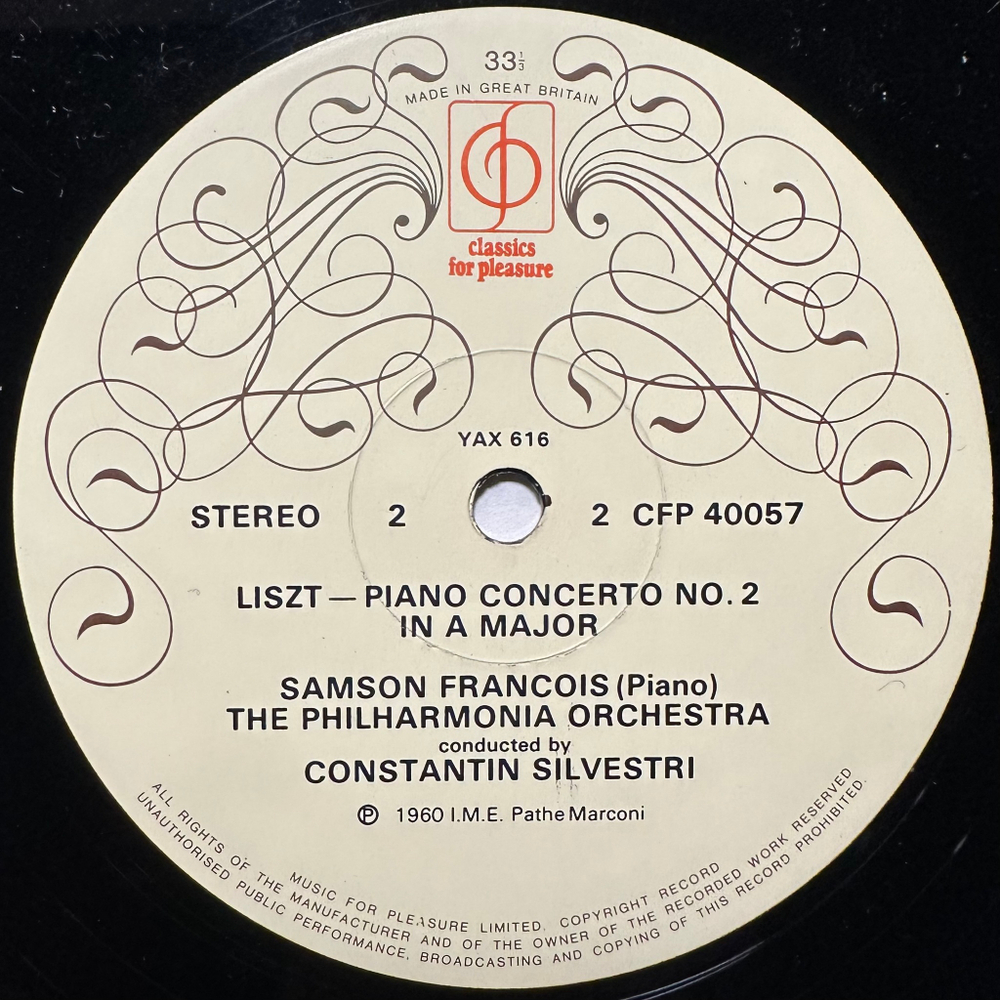 33⅓
MADE IN GREAT BRITAIN
classics
for pleasure
YAX 616
STEREO 2 2 CFP 40057
LISZT — PIANO CONCERTO NO. 2
IN A MAJOR
SAMSON FRANCOIS (Piano)
THE PHILHARMONIA ORCHESTRA
conducted by
CONSTANTIN SILVESTRI
Ⓟ 1960 I.M.E. Pathe Marconi
MUSIC FOR PLEASURE LIMITED. COPYRIGHT RECORD
ALL RIGHTS OF THE MANUFACTURER AND OF THE OWNER OF THE RECORDED WORK RESERVED
UNAUTHORISED PUBLIC PERFORMANCE, BROADCASTING AND COPYING OF THIS RECORD PROHIBITED.